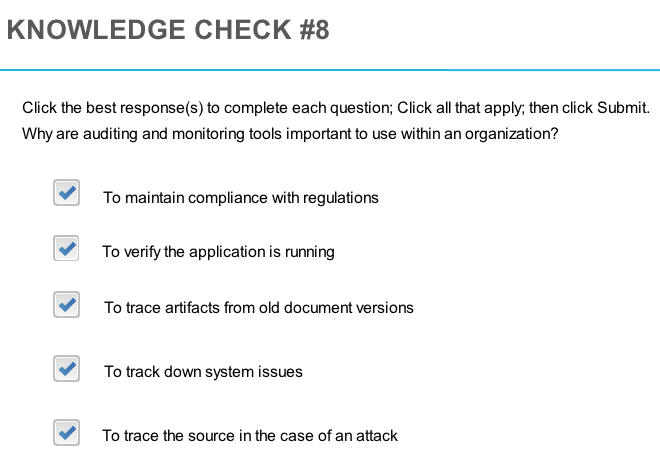 KNOWLEDGE CHECK #8
Click the best response(s) to complete each question; Click all that apply; then click Submit.
Why are auditing and monitoring tools important to use within an organization?
To maintain compliance with regulations
To verify the application is running
To trace artifacts from old document versions
To track down system issues
To trace the source in the case of an attack